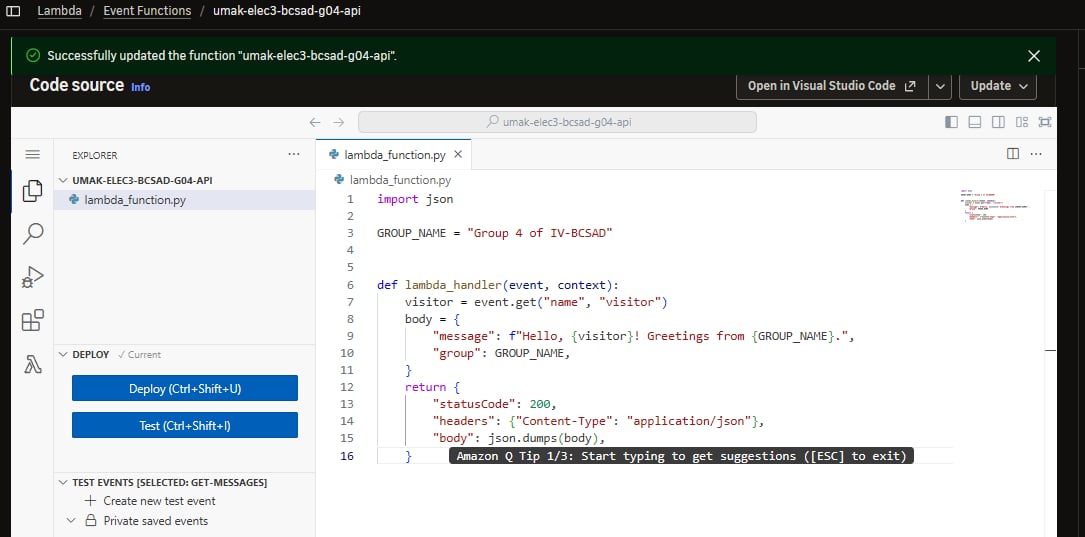 Lambda / Event Functions / umak-elec3-bcsad-g04-api
Successfully updated the function "umak-elec3-bcsad-g04-api".
Code source Info
Open in Visual Studio Code
Update
umak-elec3-bcsad-g04-api
EXPLORER
UMAK-ELEC3-BCSAD-G04-API
lambda_function.py
DEPLOY ✓ Current
Deploy (Ctrl+Shift+U)
Test (Ctrl+Shift+I)
TEST EVENTS [SELECTED: GET-MESSAGES]
Create new test event
Private saved events
lambda_function.py
lambda_function.py
1 import json
2
3 GROUP_NAME = "Group 4 of IV-BCSAD"
4
5
6 def lambda_handler(event, context):
7     visitor = event.get("name", "visitor")
8     body = {
9         "message": f"Hello, {visitor}! Greetings from {GROUP_NAME}.",
10         "group": GROUP_NAME,
11     }
12     return {
13         "statusCode": 200,
14         "headers": {"Content-Type": "application/json"},
15         "body": json.dumps(body),
16     } Amazon Q Tip 1/3: Start typing to get suggestions ([ESC] to exit)